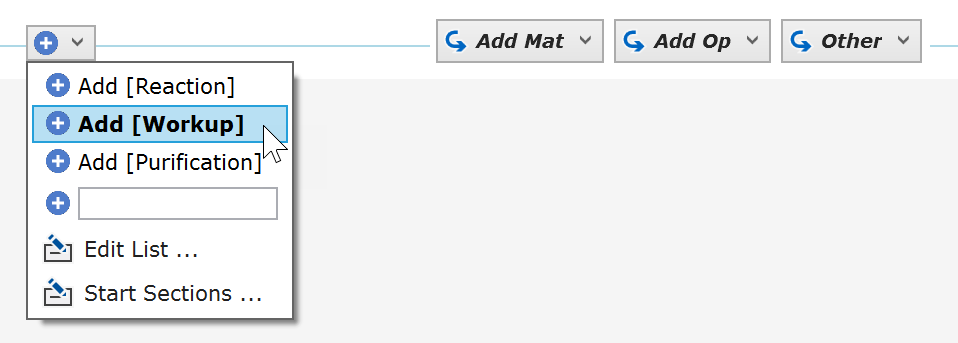 Add Mat
Add Op
Other
Add [Reaction]
Add [Workup]
Add [Purification]
Edit List ...
Start Sections ...